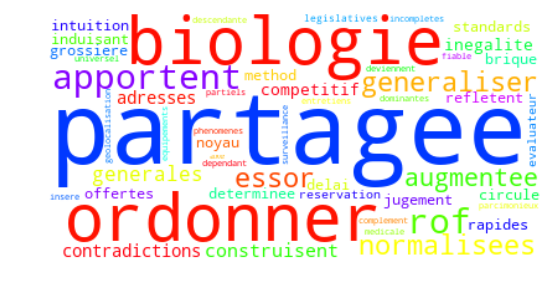 descendante
legislatives incompletes
intuition
biologie
standards
induisant
inegalite
grossiere
universel
fiable
brique
apportent
method
deviennent
generaliser
competitif
adresses
partiels
dominantes
refletent
geolocalisation
partagee
evaluateur
surveillance
phenomenes
noyau
dependant
generales
essor
delai
augmentee
insere
offertes
determinee
reservation
jugement
circule
ordonner
rof
rapides
complement
medicale
normalisees
contradictions
construisent